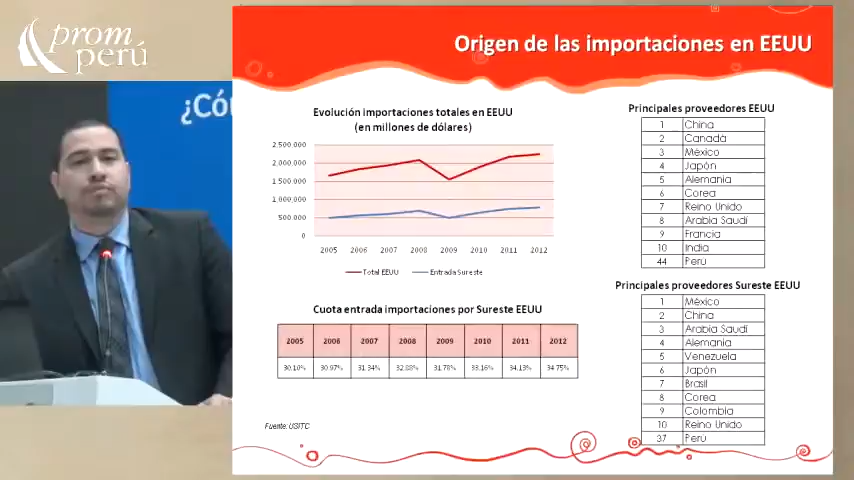 prom
perú
¿Có
Origen de las importaciones en EEUU
Evolución importaciones totales en EEUU
(en millones de dólares)
2,500,000
2,000,000
1,500,000
1,000,000
500,000
0
2005 2006 2007 2008 2009 2010 2011 2012
Total EEUU Entrada Sureste
Cuota entrada importaciones por Sureste EEUU
2005 2006 2007 2008 2009 2010 2011 2012
30.10% 30.97% 31.34% 32.88% 31.78% 33.16% 34.13% 34.75%
Fuente: USITC
Principales proveedores EEUU
1 China
2 Canadá
3 México
4 Japón
5 Alemania
6 Corea
7 Reino Unido
8 Arabia Saudí
9 Francia
10 India
44 Perú
Principales proveedores Sureste EEUU
1 México
2 China
3 Arabia Saudí
4 Alemania
5 Venezuela
6 Japón
7 Brasil
8 Corea
9 Colombia
10 Reino Unido
37 Perú